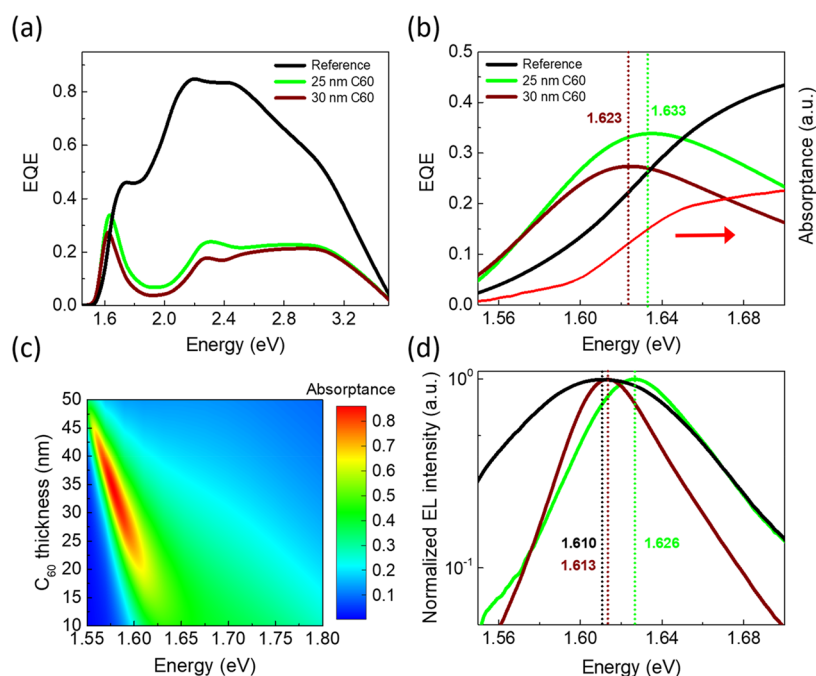 (a)
Reference
25 nm C60
30 nm C60
EQE
0.8
0.6
0.4
0.2
0.0
1.6 2.0 2.4 2.8 3.2
Energy (eV)
(b)
Reference
25 nm C60
30 nm C60
1.623
1.633
EQE
Absorptance (a.u.)
0.5
0.4
0.3
0.2
0.1
0.0
1.56 1.60 1.64 1.68
Energy (eV)
(c)
Absorptance
C60 thickness (nm)
50
45
40
35
30
25
20
15
10
1.55 1.60 1.65 1.70 1.75 1.80
Energy (eV)
0.8
0.7
0.6
0.5
0.4
0.3
0.2
0.1
(d)
Normalized EL intensity (a.u.)
10⁰
10⁻¹
1.610
1.613
1.626
1.56 1.60 1.64 1.68
Energy (eV)